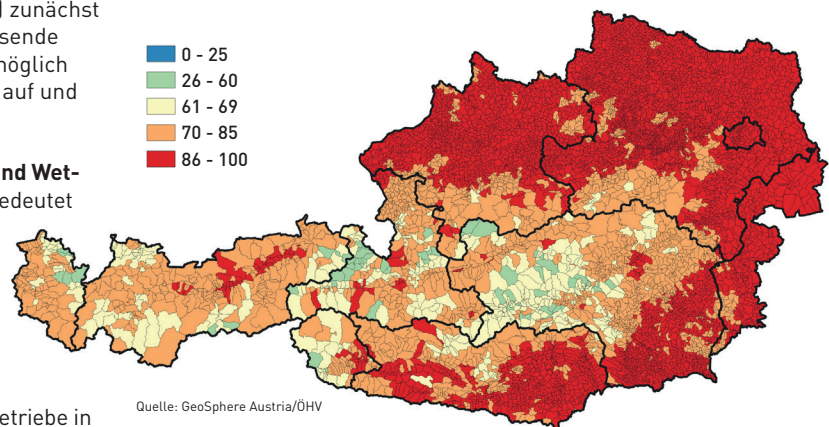 ) zunächst
sende
nöglich
auf und
nd Wet-
edeutet
etriebe in
0 - 25
26 - 60
61 - 69
70 - 85
86 - 100
Quelle: GeoSphere Austria/ÖHV